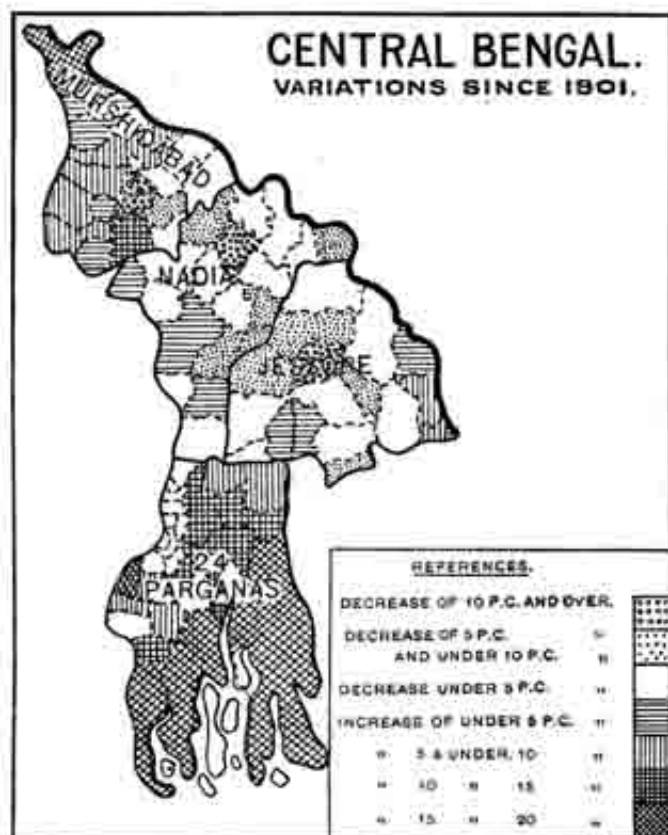 CENTRAL BENGAL.
VARIATIONS SINCE 1901.
MURSHIDABAD
NADIA
JESSORE
24
PARGANAS
REFERENCES.
DECREASE OF 10 P.C. AND OVER.
DECREASE OF 5 P.C. "
AND UNDER 10 P.C. "
DECREASE UNDER 5 P.C. "
INCREASE OF UNDER 5 P.C. "
" 5 & UNDER, 10 "
" 10 " 15 "
" 15 " 20 "